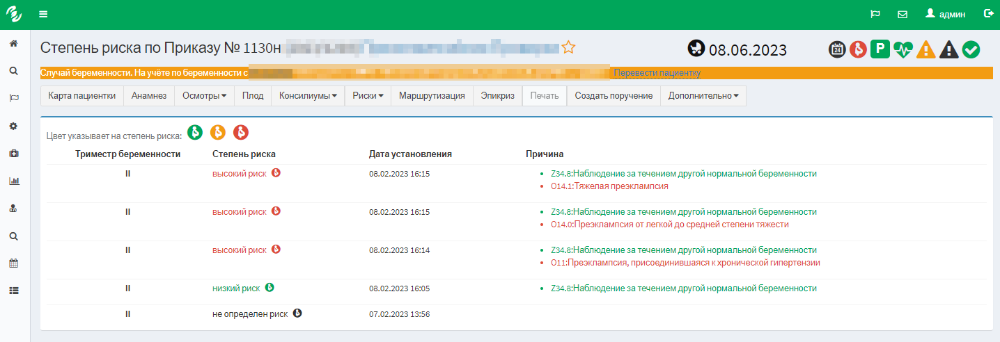 админ
Степень риска по Приказу № 1130н
08.06.2023
24
P
Случай беременности. На учёте по беременности с
Перевести пациентку
Карта пациентки Анамнез Осмотры Плод Консилиумы Риски Маршрутизация Эпикриз Печать Создать поручение Дополнительно
Цвет указывает на степень риска:
Триместр беременности Степень риска Дата установления Причина
II высокий риск 08.02.2023 16:15 Z34.8:Наблюдение за течением другой нормальной беременности
O14.1:Тяжелая преэклампсия
II высокий риск 08.02.2023 16:15 Z34.8:Наблюдение за течением другой нормальной беременности
O14.0:Преэклампсия от легкой до средней степени тяжести
II высокий риск 08.02.2023 16:14 Z34.8:Наблюдение за течением другой нормальной беременности
O11:Преэклампсия, присоединившаяся к хронической гипертензии
II низкий риск 08.02.2023 16:05 Z34.8:Наблюдение за течением другой нормальной беременности
II не определен риск 07.02.2023 13:56